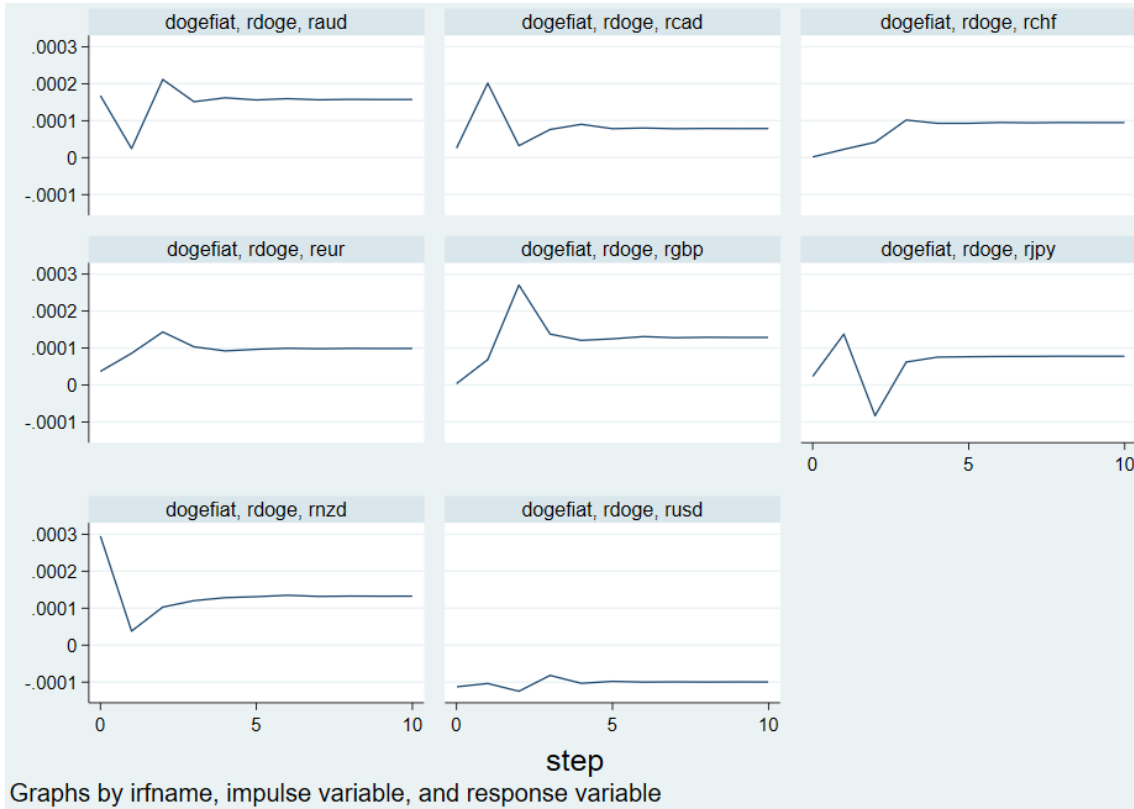 dogefiat, rdoge, raud dogefiat, rdoge, rcad dogefiat, rdoge, rchf
.0003
.0002
.0001
0
-.0001
dogefiat, rdoge, reur dogefiat, rdoge, rgbp dogefiat, rdoge, rjpy
.0003
.0002
.0001
0
-.0001
0 5 10
dogefiat, rdoge, rnzd dogefiat, rdoge, rusd
.0003
.0002
.0001
0
-.0001
0 5 10 0 5 10
step
Graphs by irfname, impulse variable, and response variable